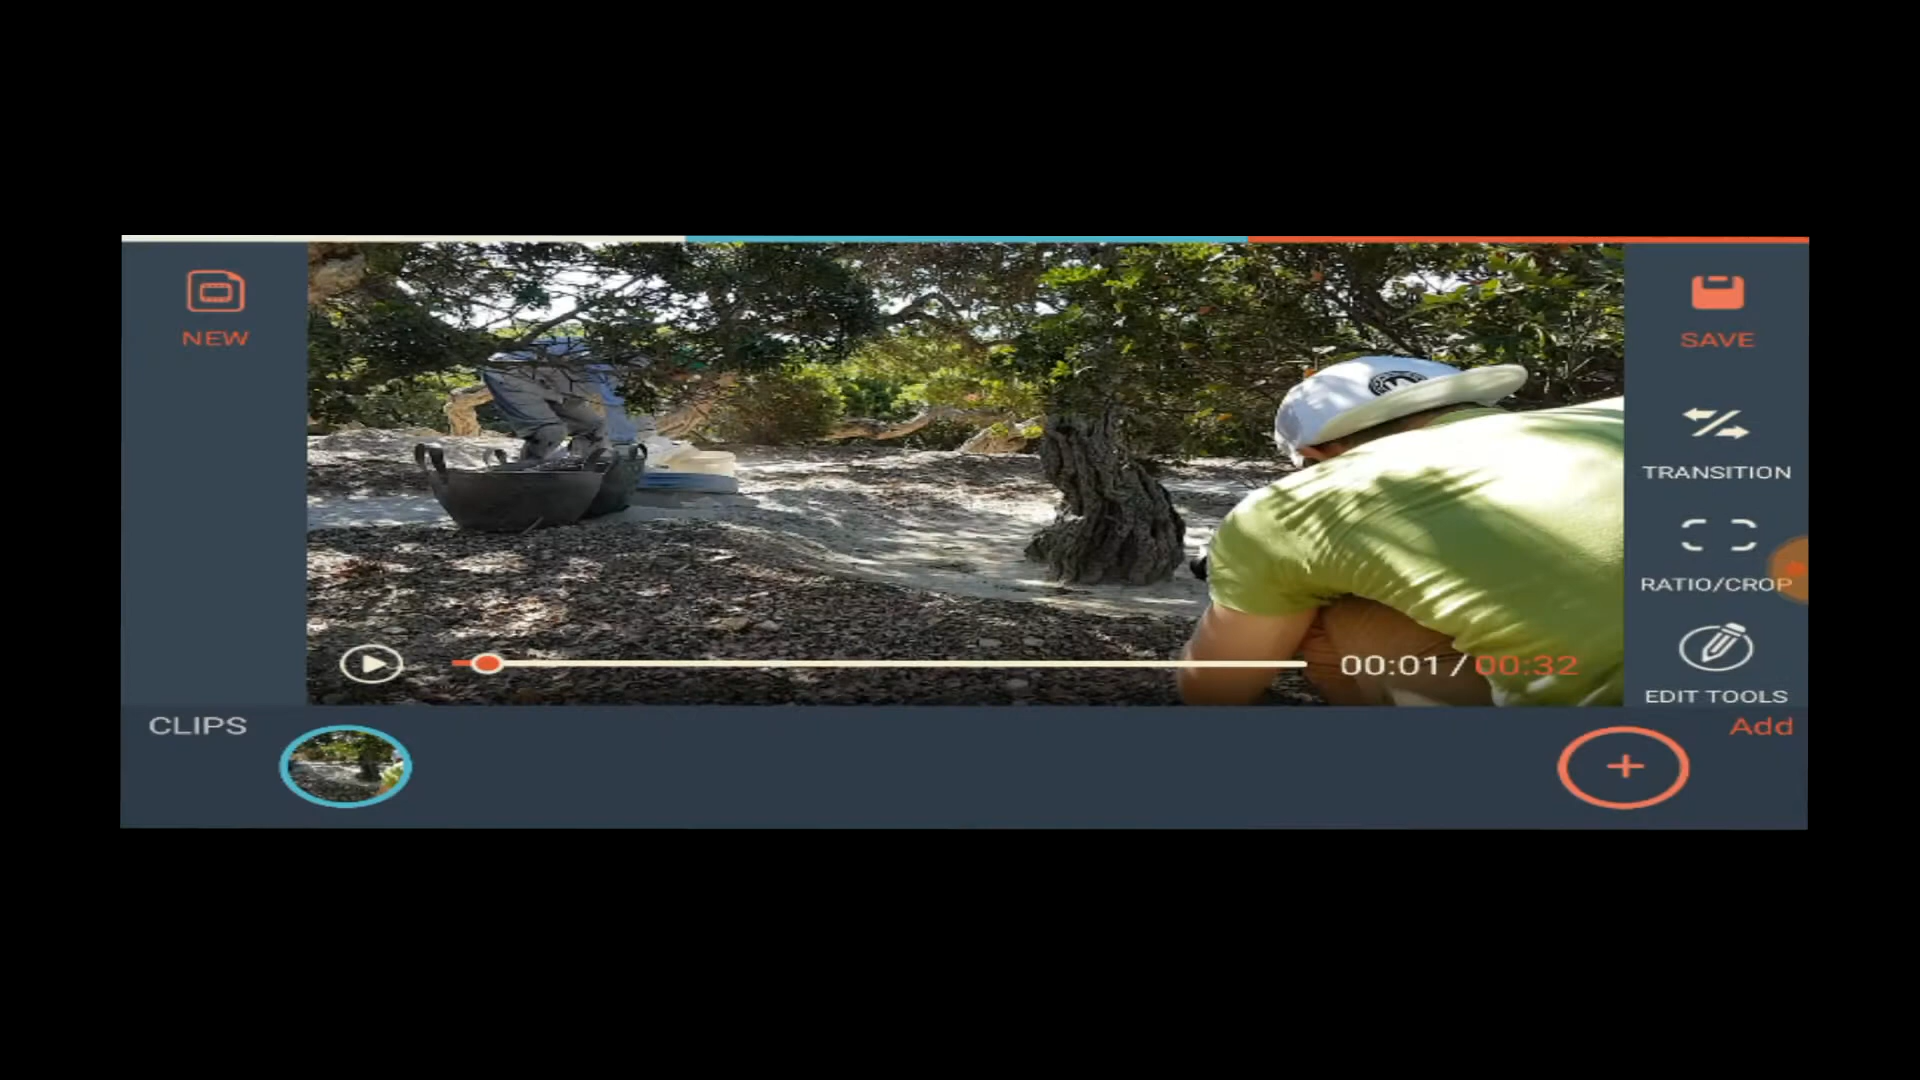 NEW
SAVE
TRANSITION
RATIO/CROP
EDIT TOOLS
00:01 / 00:32
CLIPS
Add